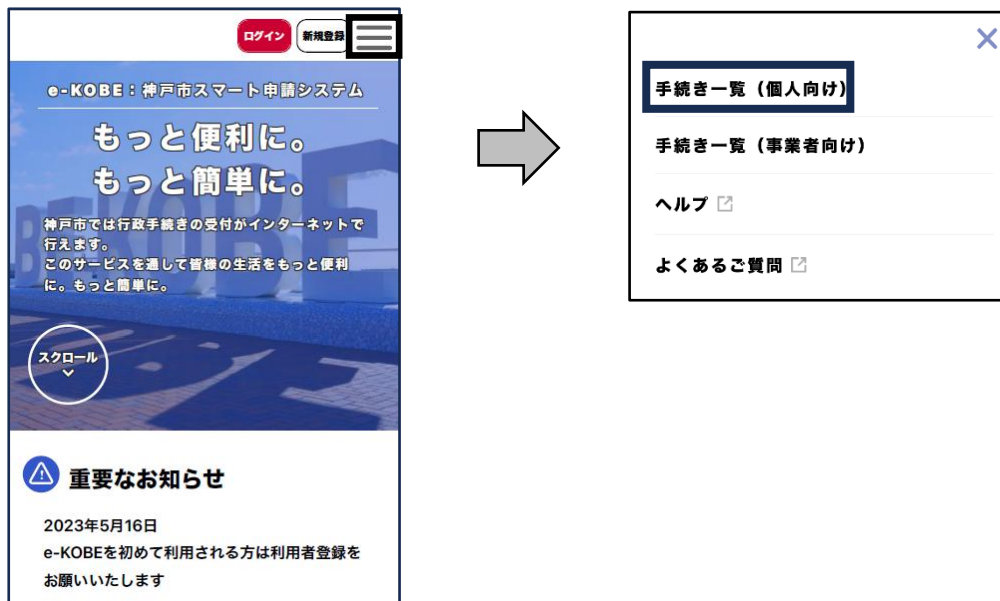 ログイン
新規登録
e-KOBE：神戸市スマート申請システム
もっと便利に。
もっと簡単に。
神戸市では行政手続きの受付がインターネットで
行えます。
このサービスを通して皆様の生活をもっと便利
に。もっと簡単に。
スクロール
重要なお知らせ
2023年5月16日
e-KOBEを初めて利用される方は利用者登録を
お願いいたします
手続き一覧（個人向け）
手続き一覧（事業者向け）
ヘルプ
よくあるご質問